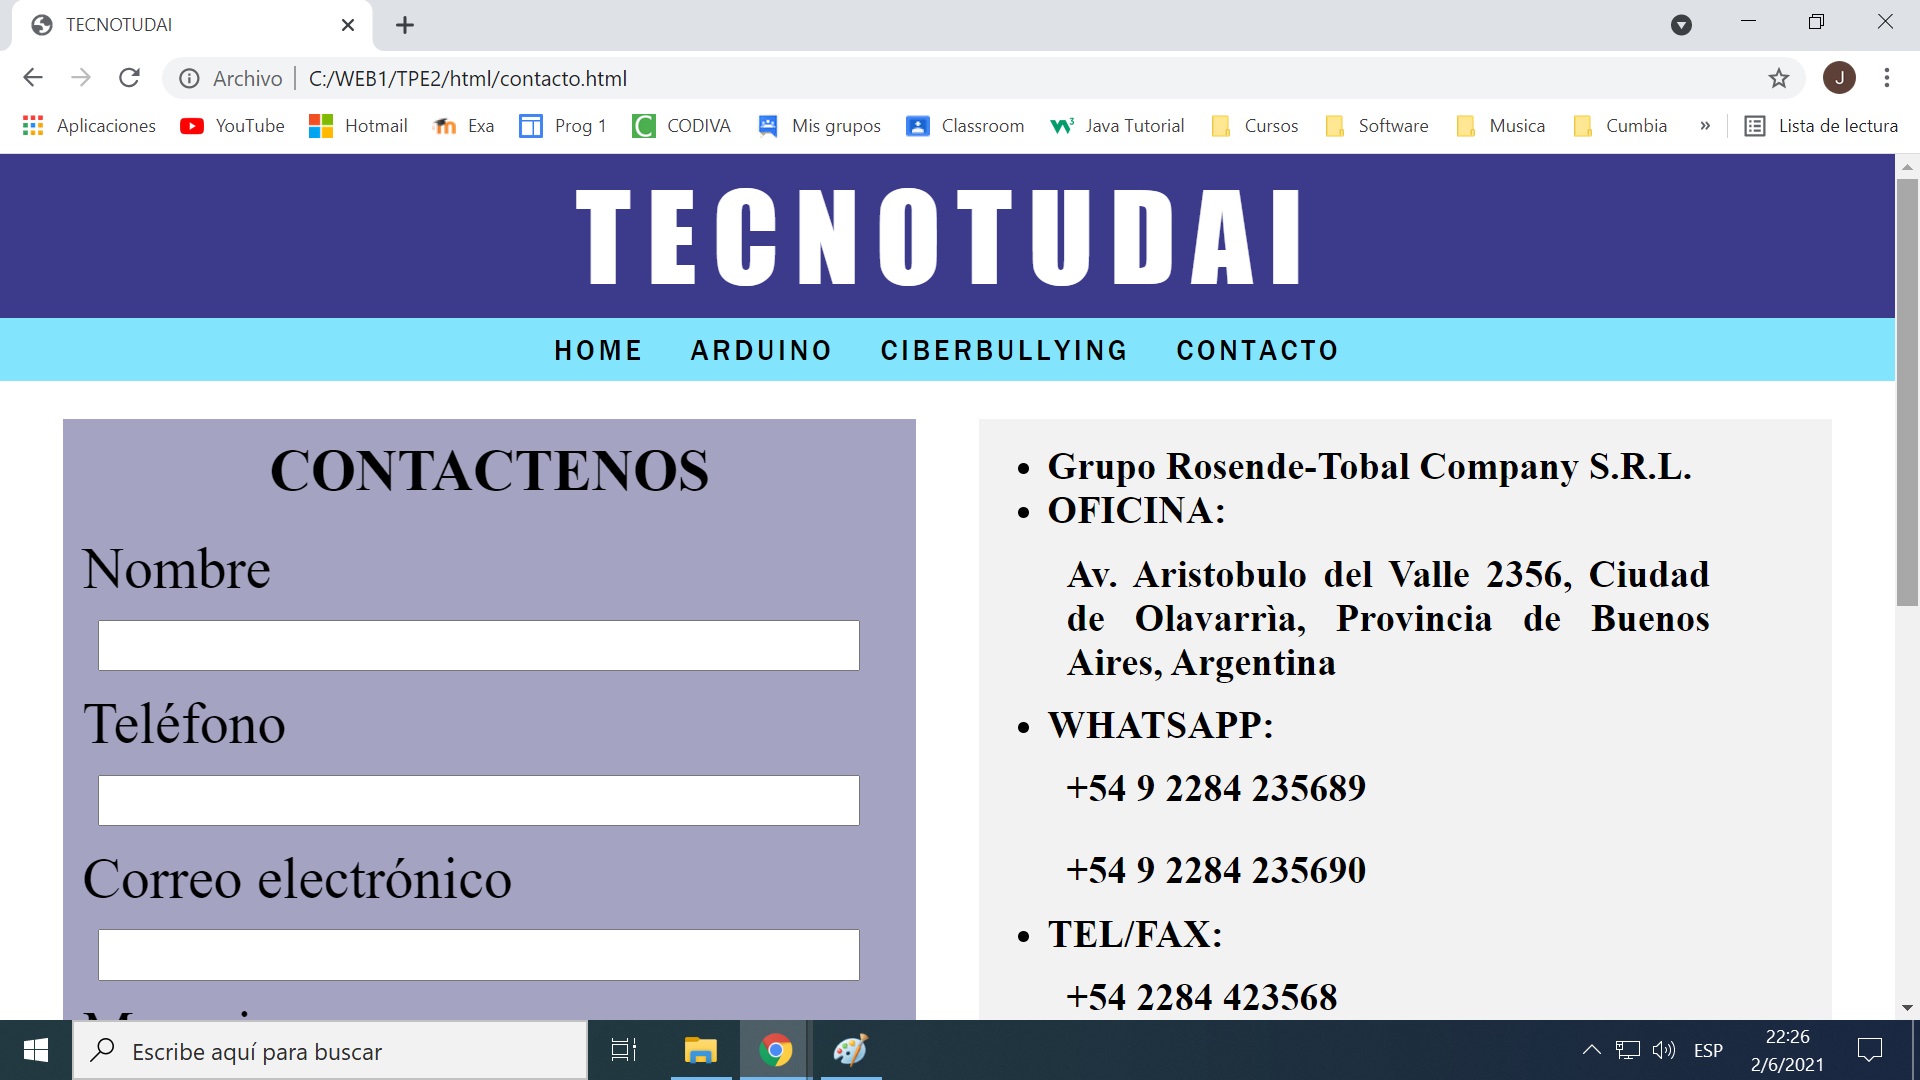 TECNOTUDAI
Archivo | C:/WEB1/TPE2/html/contacto.html
J
Aplicaciones YouTube Hotmail Exa Prog 1 CODIVA Mis grupos Classroom Java Tutorial Cursos Software Musica Cumbia » Lista de lectura
TECNOTUDAI
HOME ARDUINO CIBERBULLYING CONTACTO
CONTACTENOS
Nombre
Teléfono
Correo electrónico
Grupo Rosende-Tobal Company S.R.L.
OFICINA:
Av. Aristobulo del Valle 2356, Ciudad
de Olavarrìa, Provincia de Buenos
Aires, Argentina
WHATSAPP:
+54 9 2284 235689
+54 9 2284 235690
TEL/FAX:
+54 2284 423568
Escribe aquí para buscar
ESP
22:26
2/6/2021